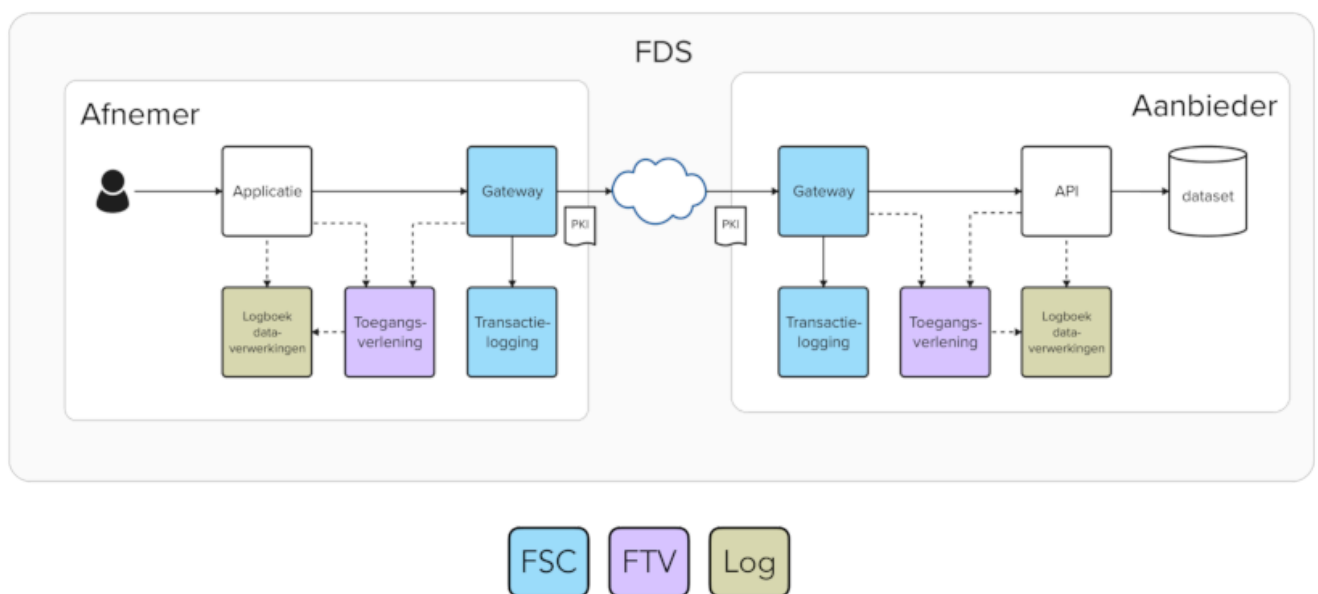 FDS
Afnemer
Aanbieder
Applicatie
Gateway
PKI
PKI
Gateway
API
dataset
Logboek
data-
verwerkingen
Toegangs-
verlening
Transactie-
logging
Transactie-
logging
Toegangs-
verlening
Logboek
data-
verwerkingen
FSC
FTV
Log